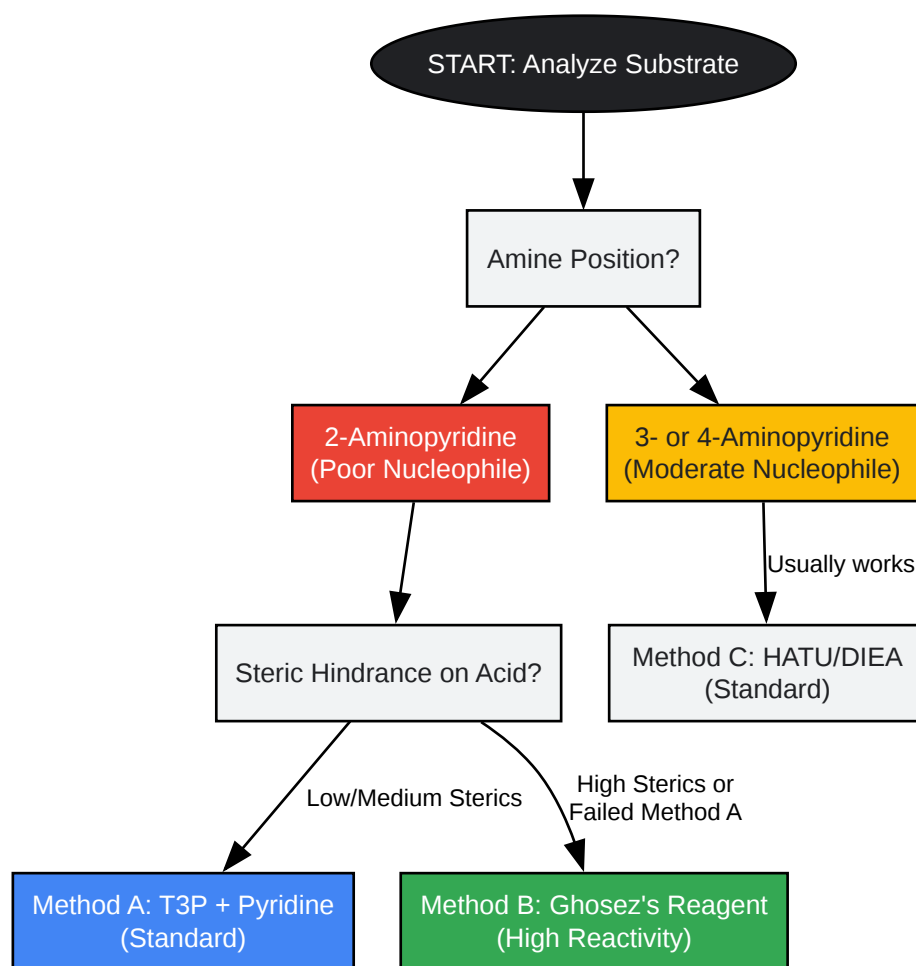 START: Analyze Substrate
Amine Position?
2-Aminopyridine
(Poor Nucleophile)
3- or 4-Aminopyridine
(Moderate Nucleophile)
Usually works
Steric Hindrance on Acid?
Method C: HATU/DIEA
(Standard)
Low/Medium Sterics
High Sterics or
Failed Method A
Method A: T3P + Pyridine
(Standard)
Method B: Ghosez's Reagent
(High Reactivity)